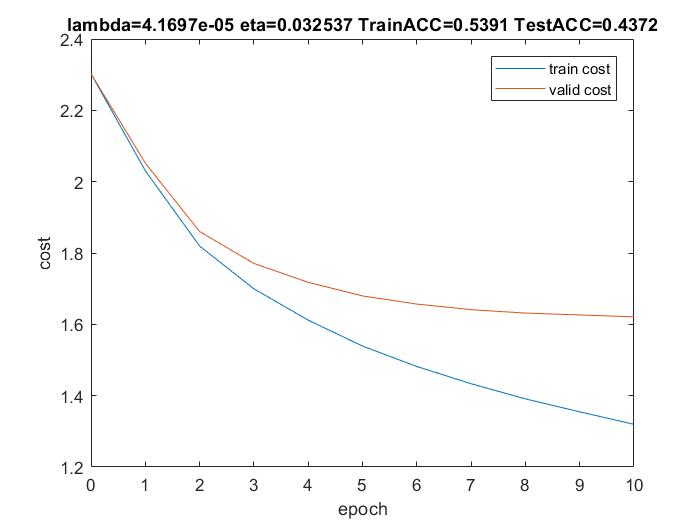 lambda=4.1697e-05 eta=0.032537 TrainACC=0.5391 TestACC=0.4372
2.4
train cost
valid cost
2.2
2
1.8
cost
1.6
1.4
1.2
0 1 2 3 4 5 6 7 8 9 10
epoch